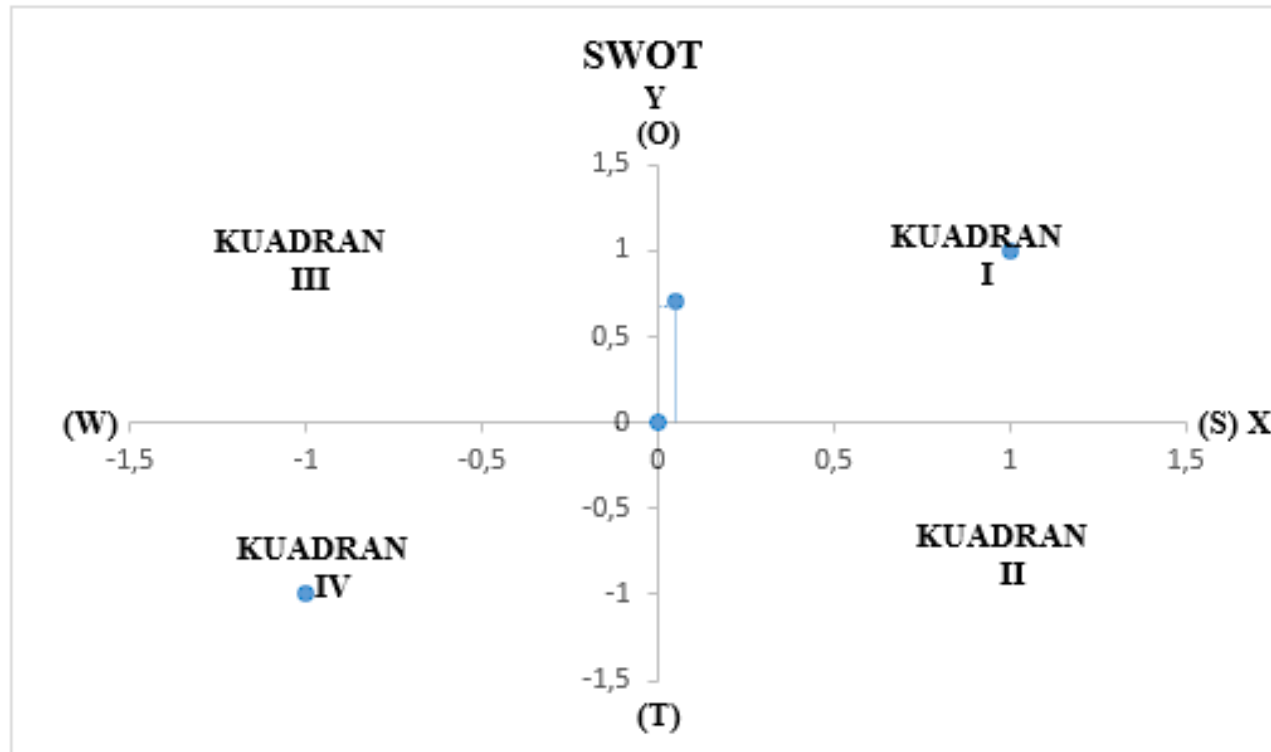 SWOT
Y
(O)
1,5
KUADRAN
III
1
KUADRAN
I
0,5
(W)
0
(S) X
-1,5
-1
-0,5
0
0,5
1
1,5
-0,5
KUADRAN
IV
KUADRAN
II
-1
-1,5
(T)